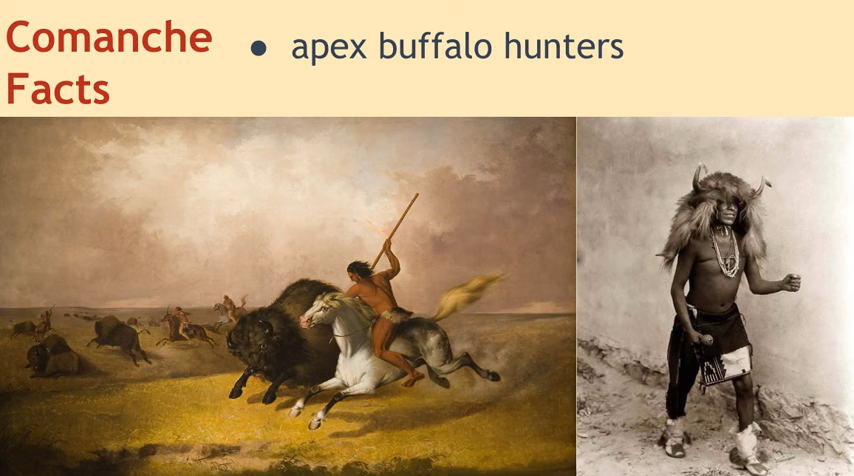 Comanche
Facts
● apex buffalo hunters